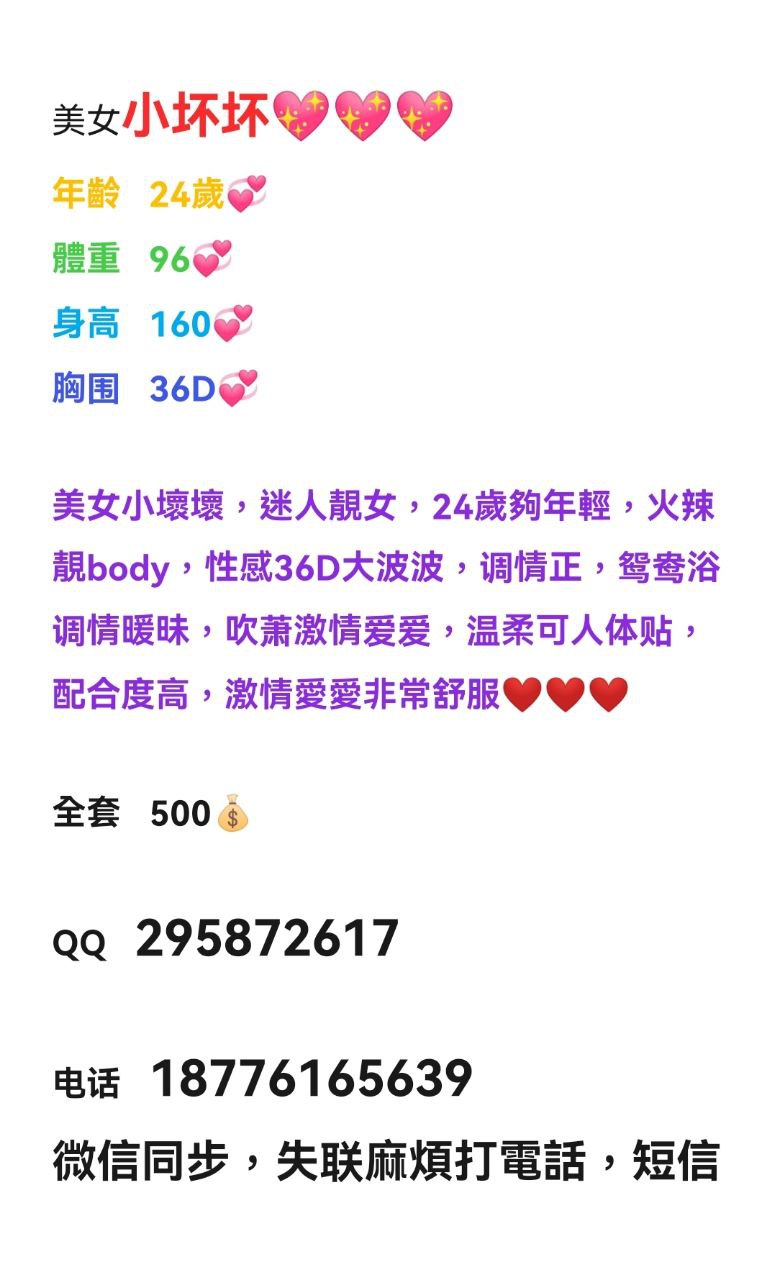 美女小坏坏💖💖💖
年齡 24歲💞
體重 96💞
身高 160💞
胸围 36D💞
美女小壞壞，迷人靚女，24歲夠年輕，火辣
靚body，性感36D大波波，调情正，鸳鸯浴
调情暖昧，吹萧激情爱爱，温柔可人体贴，
配合度高，激情愛愛非常舒服❤️❤️❤️
全套 500💰
QQ 295872617
电话 18776165639
微信同步，失联麻煩打電話，短信